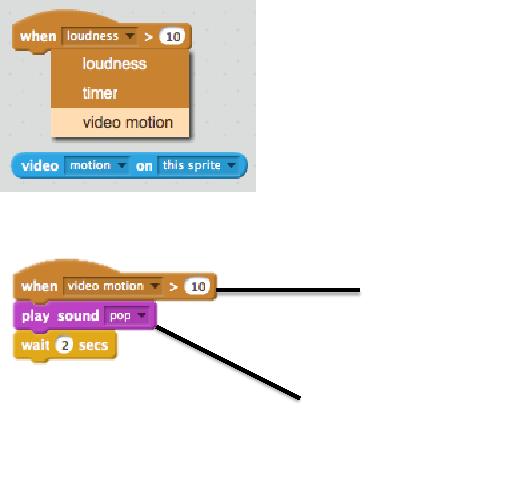 when loudness > 10
loudness
timer
video motion
video motion on this sprite
when video motion > 10
play sound pop
wait 2 secs